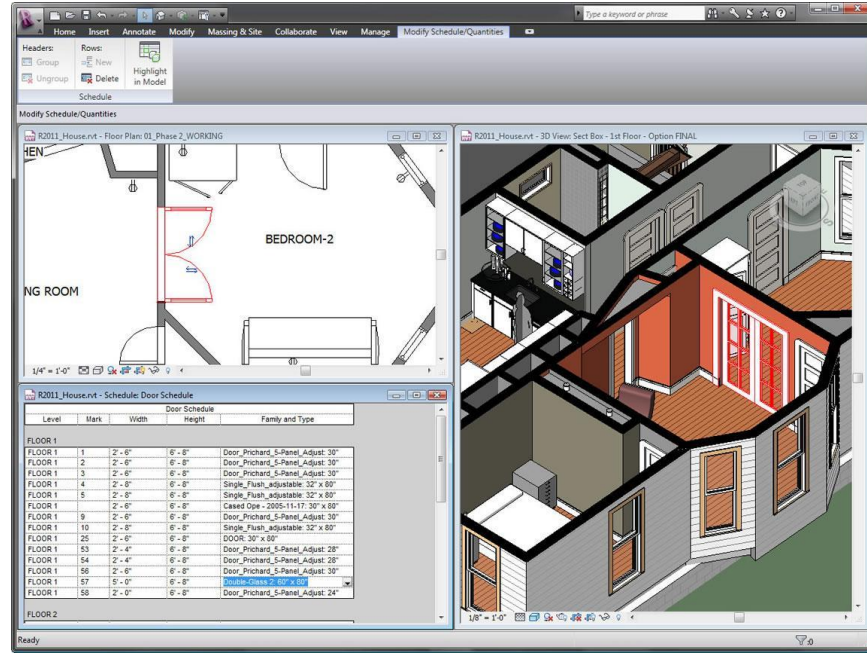 Type a keyword or phrase
Home Insert Annotate Modify Massing & Site Collaborate View Manage Modify Schedule/Quantities
Headers: Rows:
Group New Highlight in Model
Ungroup Delete
Schedule
Modify Schedule/Quantities
R2011_House.rvt - Floor Plan: 01_Phase 2_WORKING
HEN
BEDROOM-2
NG ROOM
1/4" = 1'-0"
R2011_House.rvt - 3D View: Sect Box - 1st Floor - Option FINAL
S
1/8" = 1'-0"
R2011_House.rvt - Schedule: Door Schedule
Door Schedule
Level Mark Width Height Family and Type
FLOOR 1
FLOOR 1 1 2' - 6" 6' - 8" Door_Prichard_5-Panel_Adjust: 30"
FLOOR 1 2 2' - 6" 6' - 8" Door_Prichard_5-Panel_Adjust: 30"
FLOOR 1 3 2' - 6" 6' - 8" Door_Prichard_5-Panel_Adjust: 30"
FLOOR 1 4 2' - 8" 6' - 8" Single_Flush_adjustable: 32" x 80"
FLOOR 1 5 2' - 8" 6' - 8" Single_Flush_adjustable: 32" x 80"
FLOOR 1 2' - 6" 6' - 8" Cased Ope - 2005-11-17: 30" x 80"
FLOOR 1 9 2' - 6" 6' - 8" Door_Prichard_5-Panel_Adjust: 30"
FLOOR 1 10 2' - 8" 6' - 8" Single_Flush_adjustable: 32" x 80"
FLOOR 1 25 2' - 6" 6' - 8" DOOR: 30" x 80"
FLOOR 1 53 2' - 4" 6' - 8" Door_Prichard_5-Panel_Adjust: 28"
FLOOR 1 54 2' - 4" 6' - 8" Door_Prichard_5-Panel_Adjust: 28"
FLOOR 1 56 2' - 6" 6' - 8" Door_Prichard_5-Panel_Adjust: 30"
FLOOR 1 57 5' - 0" 6' - 8" Double-Glass 2: 60" x 80"
FLOOR 1 58 2' - 0" 6' - 8" Door_Prichard_5-Panel_Adjust: 24"
FLOOR 2
Ready
:0